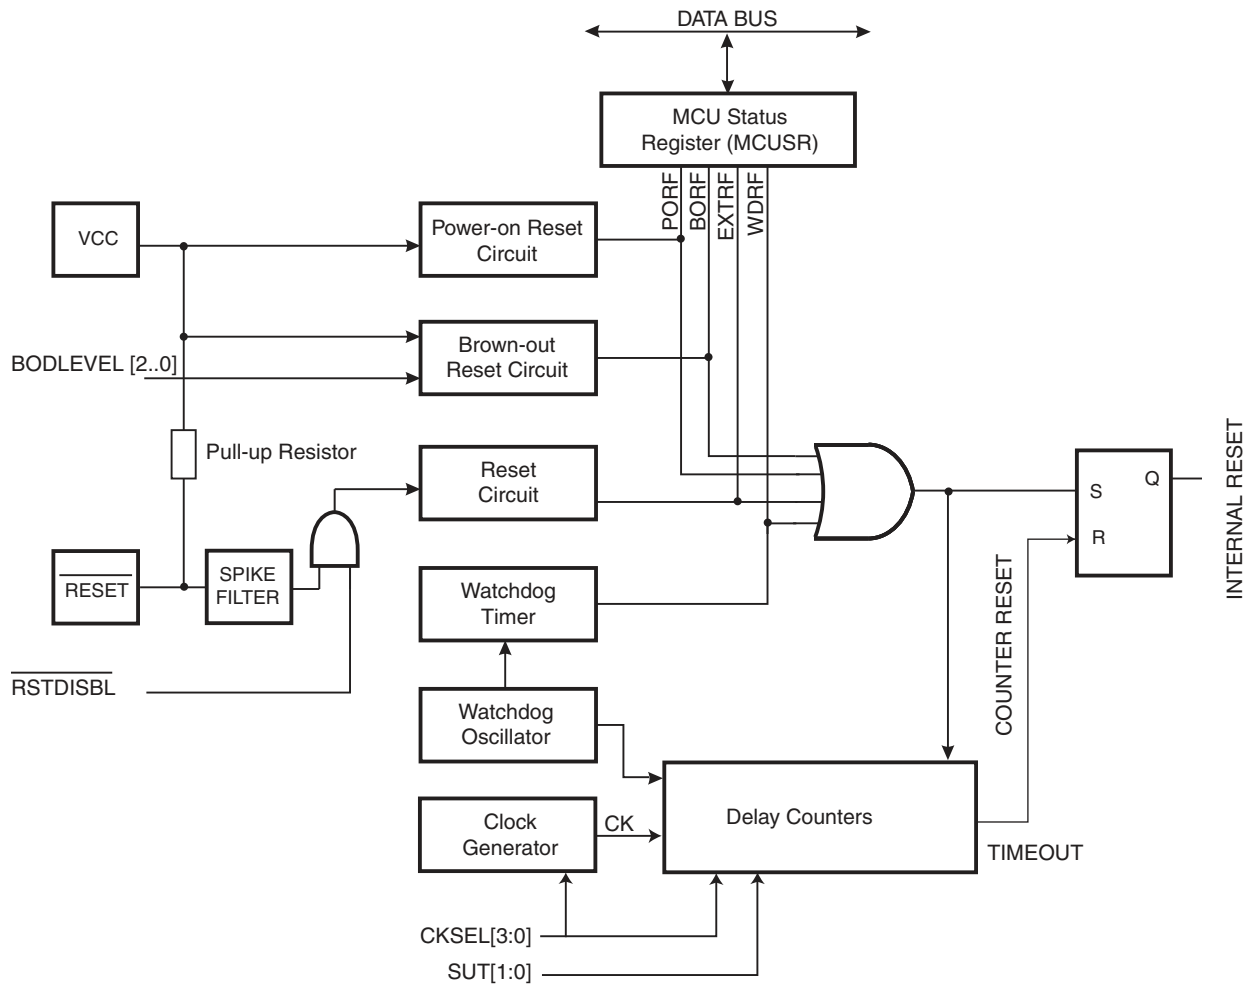 DATA BUS
MCU Status
Register (MCUSR)
PORF
BORF
EXTRF
WDRF
VCC
Power-on Reset
Circuit
Brown-out
Reset Circuit
BODLEVEL [2..0]
Pull-up Resistor
Reset
Circuit
S
Q
R
INTERNAL RESET
RESET
SPIKE
FILTER
Watchdog
Timer
COUNTER RESET
RSTDISBL
Watchdog
Oscillator
Clock
Generator
CK
Delay Counters
TIMEOUT
CKSEL[3:0]
SUT[1:0]